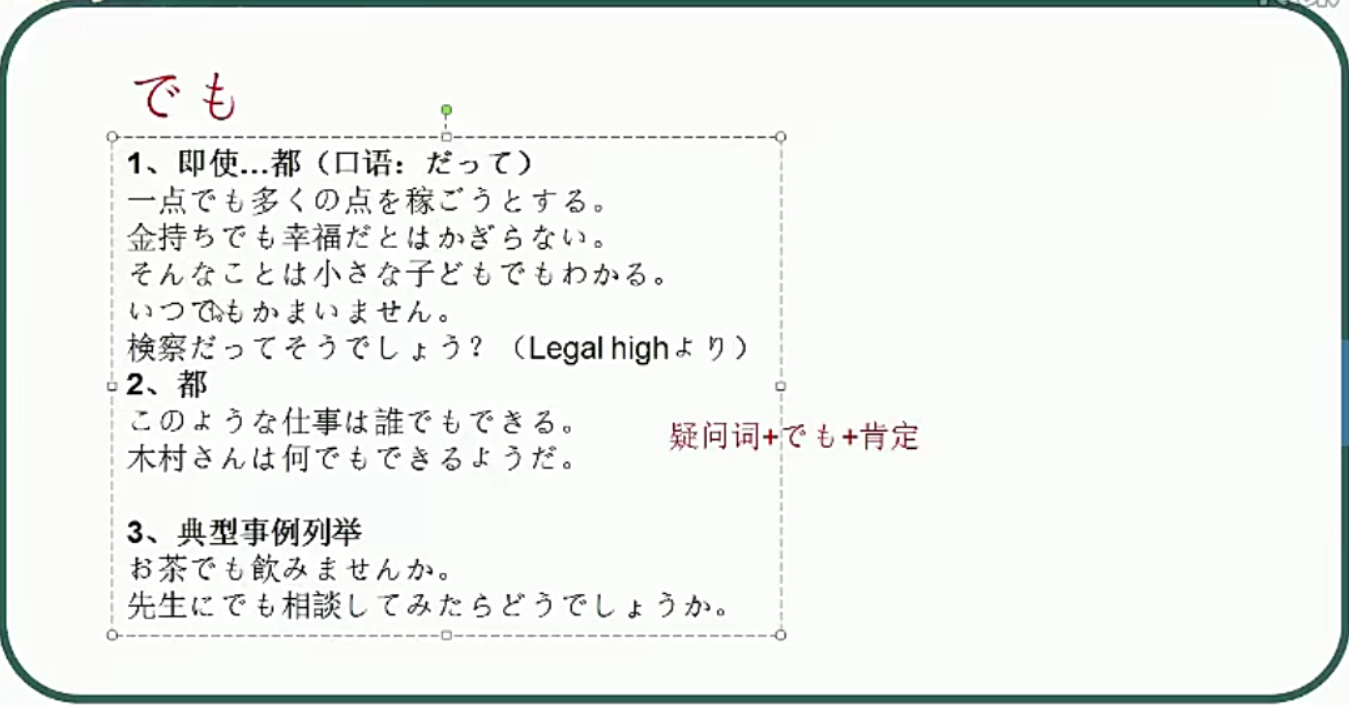 でも
1、即使...都（口语：だって）
一点でも多くの点を稼ごうとする。
金持ちでも幸福だとはかぎらない。
そんなことは小さな子どもでもわかる。
いつでもかまいません。
検察だってそうでしょう？（Legal highより）
2、都
このような仕事は誰でもできる。
疑问词+でも+肯定
木村さんは何でもできるようだ。
3、典型事例列举
お茶でも飲みませんか。
先生にでも相談してみたらどうでしょうか。